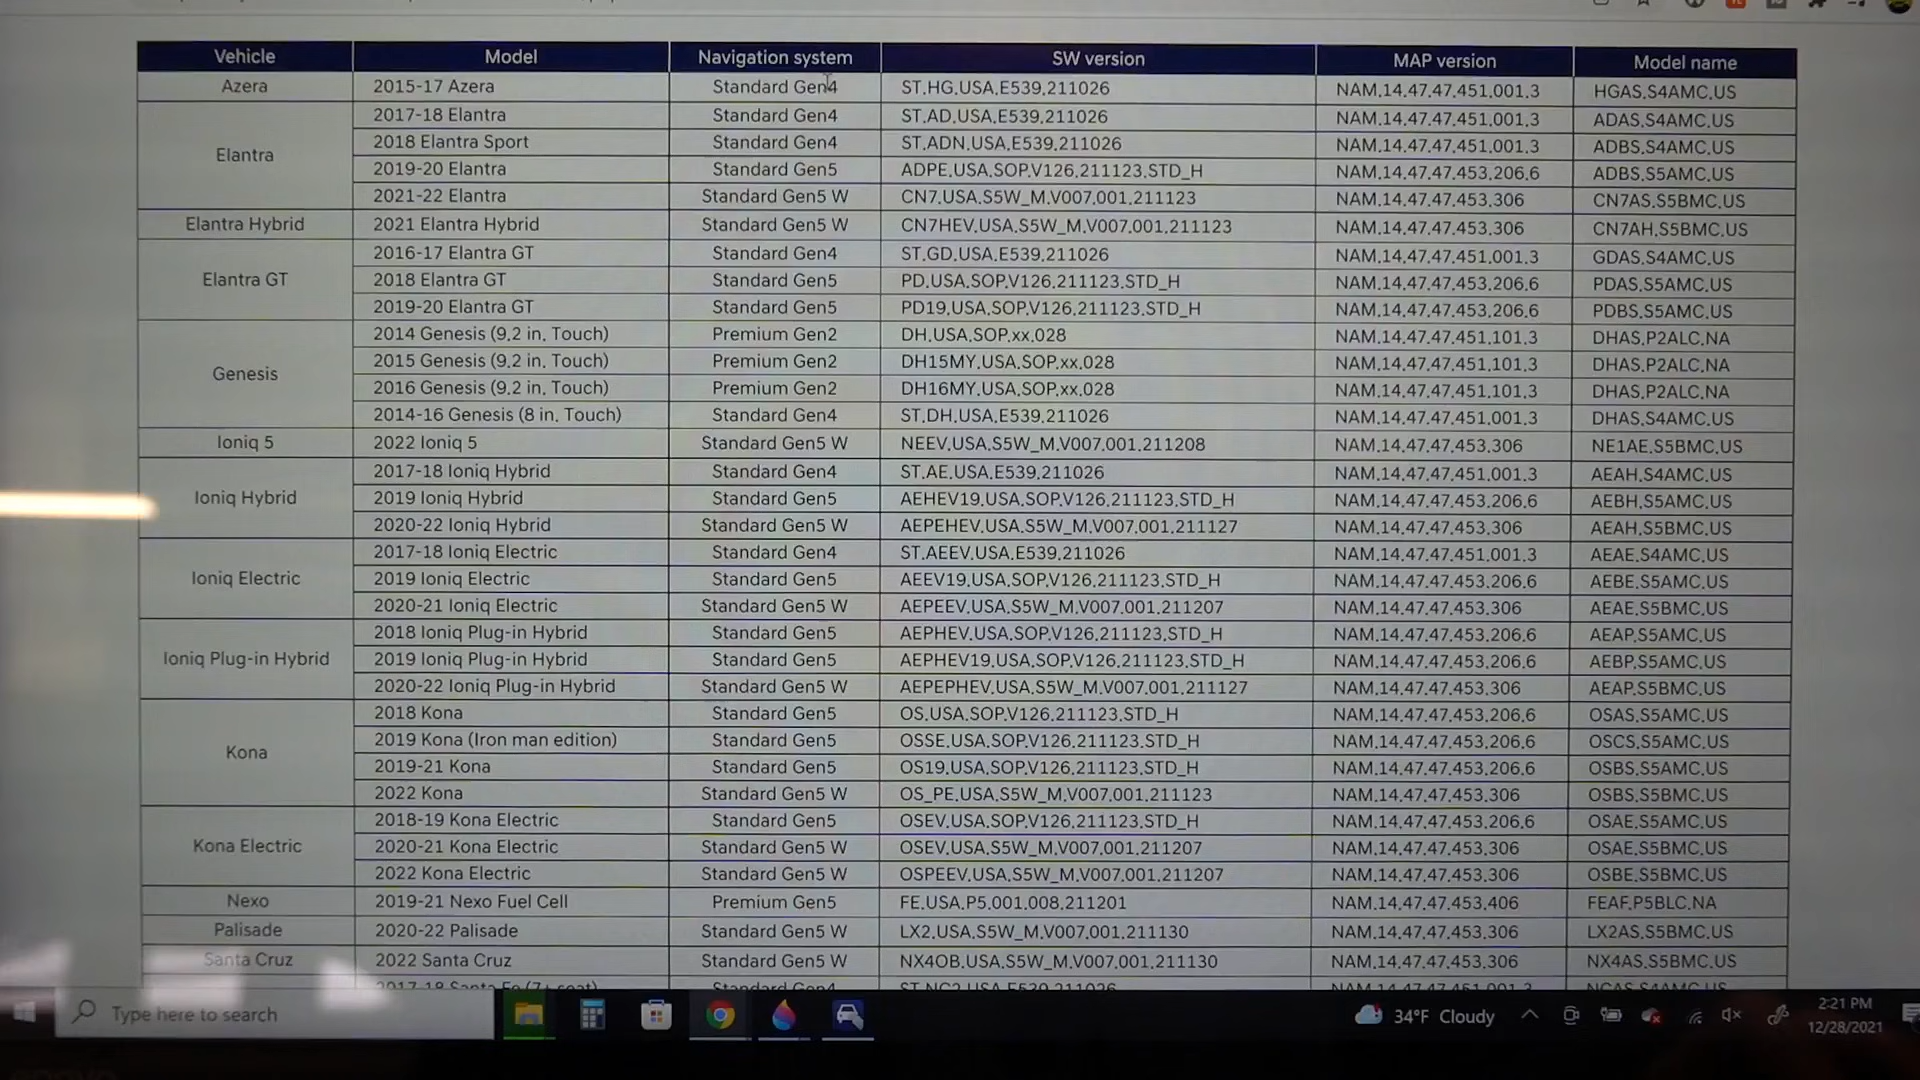 Vehicle Model Navigation system SW version MAP version Model name
Azera 2015-17 Azera Standard Gen4 ST.HG.USA.E539.211026 NAM.14.47.47.451.001.3 HGAS.S4AMC.US
Elantra 2017-18 Elantra Standard Gen4 ST.AD.USA.E539.211026 NAM.14.47.47.451.001.3 ADAS.S4AMC.US
2018 Elantra Sport Standard Gen4 ST.ADN.USA.E539.211026 NAM.14.47.47.451.001.3 ADBS.S4AMC.US
2019-20 Elantra Standard Gen5 ADPE.USA.SOP.V126.211123.STD_H NAM.14.47.47.453.206.6 ADBS.S5AMC.US
2021-22 Elantra Standard Gen5 W CN7.USA.S5W_M.V007.001.211123 NAM.14.47.47.453.306 CN7AS.S5BMC.US
Elantra Hybrid 2021 Elantra Hybrid Standard Gen5 W CN7HEV.USA.S5W_M.V007.001.211123 NAM.14.47.47.453.306 CN7AH.S5BMC.US
Elantra GT 2016-17 Elantra GT Standard Gen4 ST.GD.USA.E539.211026 NAM.14.47.47.451.001.3 GDAS.S4AMC.US
2018 Elantra GT Standard Gen5 PD.USA.SOP.V126.211123.STD_H NAM.14.47.47.453.206.6 PDAS.S5AMC.US
2019-20 Elantra GT Standard Gen5 PD19.USA.SOP.V126.211123.STD_H NAM.14.47.47.453.206.6 PDBS.S5AMC.US
Genesis 2014 Genesis (9.2 in. Touch) Premium Gen2 DH.USA.SOP.xx.028 NAM.14.47.47.451.101.3 DHAS.P2ALC.NA
2015 Genesis (9.2 in. Touch) Premium Gen2 DH15MY.USA.SOP.xx.028 NAM.14.47.47.451.101.3 DHAS.P2ALC.NA
2016 Genesis (9.2 in. Touch) Premium Gen2 DH16MY.USA.SOP.xx.028 NAM.14.47.47.451.101.3 DHAS.P2ALC.NA
2014-16 Genesis (8 in. Touch) Standard Gen4 ST.DH.USA.E539.211026 NAM.14.47.47.451.001.3 DHAS.S4AMC.US
Ioniq 5 2022 Ioniq 5 Standard Gen5 W NEEV.USA.S5W_M.V007.001.211208 NAM.14.47.47.453.306 NE1AE.S5BMC.US
Ioniq Hybrid 2017-18 Ioniq Hybrid Standard Gen4 ST.AE.USA.E539.211026 NAM.14.47.47.451.001.3 AEAH.S4AMC.US
2019 Ioniq Hybrid Standard Gen5 AEHEV19.USA.SOP.V126.211123.STD_H NAM.14.47.47.453.206.6 AEBH.S5AMC.US
2020-22 Ioniq Hybrid Standard Gen5 W AEPEHEV.USA.S5W_M.V007.001.211127 NAM.14.47.47.453.306 AEAH.S5BMC.US
Ioniq Electric 2017-18 Ioniq Electric Standard Gen4 ST.AEEV.USA.E539.211026 NAM.14.47.47.451.001.3 AEAE.S4AMC.US
2019 Ioniq Electric Standard Gen5 AEEV19.USA.SOP.V126.211123.STD_H NAM.14.47.47.453.206.6 AEBE.S5AMC.US
2020-21 Ioniq Electric Standard Gen5 W AEPEEV.USA.S5W_M.V007.001.211207 NAM.14.47.47.453.306 AEAE.S5BMC.US
Ioniq Plug-in Hybrid 2018 Ioniq Plug-in Hybrid Standard Gen5 AEPHEV.USA.SOP.V126.211123.STD_H NAM.14.47.47.453.206.6 AEAP.S5AMC.US
2019 Ioniq Plug-in Hybrid Standard Gen5 AEPHEV19.USA.SOP.V126.211123.STD_H NAM.14.47.47.453.206.6 AEBP.S5AMC.US
2020-22 Ioniq Plug-in Hybrid Standard Gen5 W AEPEPHEV.USA.S5W_M.V007.001.211127 NAM.14.47.47.453.306 AEAP.S5BMC.US
Kona 2018 Kona Standard Gen5 OS.USA.SOP.V126.211123.STD_H NAM.14.47.47.453.206.6 OSAS.S5AMC.US
2019 Kona (Iron man edition) Standard Gen5 OSSE.USA.SOP.V126.211123.STD_H NAM.14.47.47.453.206.6 OSCS.S5AMC.US
2019-21 Kona Standard Gen5 OS19.USA.SOP.V126.211123.STD_H NAM.14.47.47.453.206.6 OSBS.S5AMC.US
2022 Kona Standard Gen5 W OS_PE.USA.S5W_M.V007.001.211123 NAM.14.47.47.453.306 OSBS.S5BMC.US
Kona Electric 2018-19 Kona Electric Standard Gen5 OSEV.USA.SOP.V126.211123.STD_H NAM.14.47.47.453.206.6 OSAE.S5AMC.US
2020-21 Kona Electric Standard Gen5 W OSEV.USA.S5W_M.V007.001.211207 NAM.14.47.47.453.306 OSAE.S5BMC.US
2022 Kona Electric Standard Gen5 W OSPEEV.USA.S5W_M.V007.001.211207 NAM.14.47.47.453.306 OSBE.S5BMC.US
Nexo 2019-21 Nexo Fuel Cell Premium Gen5 FE.USA.P5.001.008.211201 NAM.14.47.47.453.406 FEAF.P5BLC.NA
Palisade 2020-22 Palisade Standard Gen5 W LX2.USA.S5W_M.V007.001.211130 NAM.14.47.47.453.306 LX2AS.S5BMC.US
Santa Cruz 2022 Santa Cruz Standard Gen5 W NX4OB.USA.S5W_M.V007.001.211130 NAM.14.47.47.453.306 NX4AS.S5BMC.US
2017-18 Santa Fe (7+ seat) Standard Gen4 ST.NC2.USA.E539.211026 NAM.14.47.47.451.001.3 NCAS.S4AMC.US
Type here to search 34°F Cloudy 2:21 PM
12/28/2021